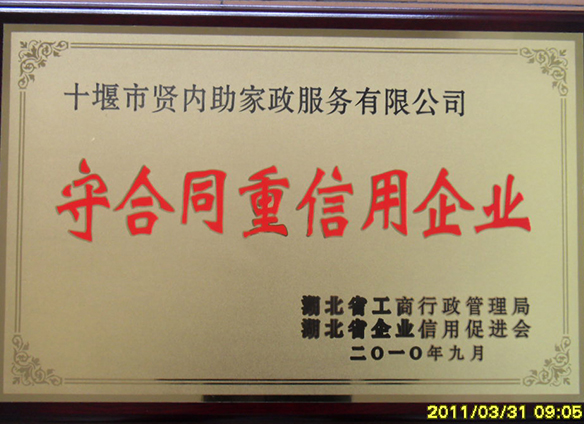 十堰市贤内助家政服务有限公司
守合同重信用企业
湖北省工商行政管理局
湖北省企业信用促进会
二〇一〇年九月
2011/03/31 09:05